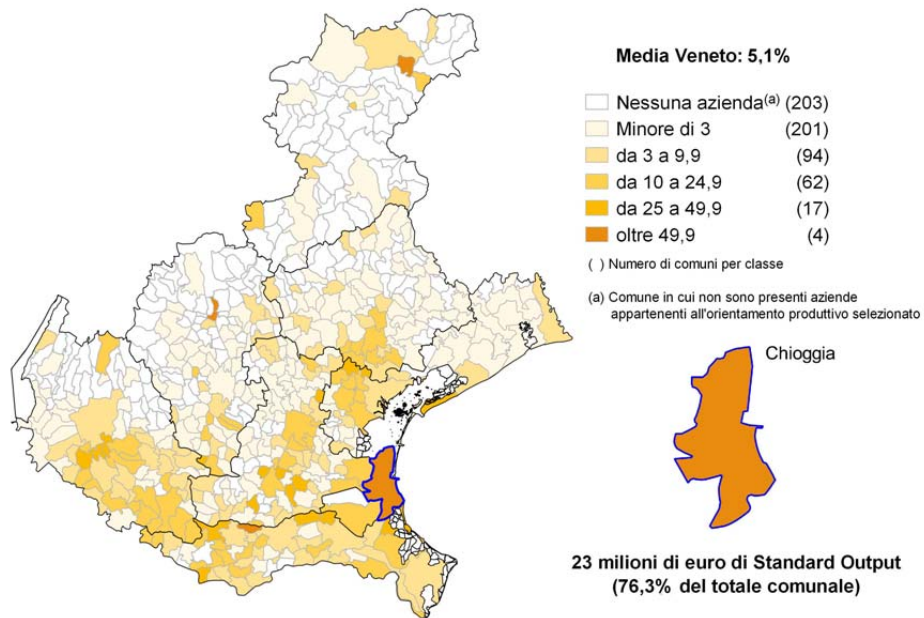 Media Veneto: 5,1%
Nessuna azienda(a) (203)
Minore di 3 (201)
da 3 a 9,9 (94)
da 10 a 24,9 (62)
da 25 a 49,9 (17)
oltre 49,9 (4)
( ) Numero di comuni per classe
(a) Comune in cui non sono presenti aziende
appartenenti all'orientamento produttivo selezionato
Chioggia
23 milioni di euro di Standard Output
(76,3% del totale comunale)